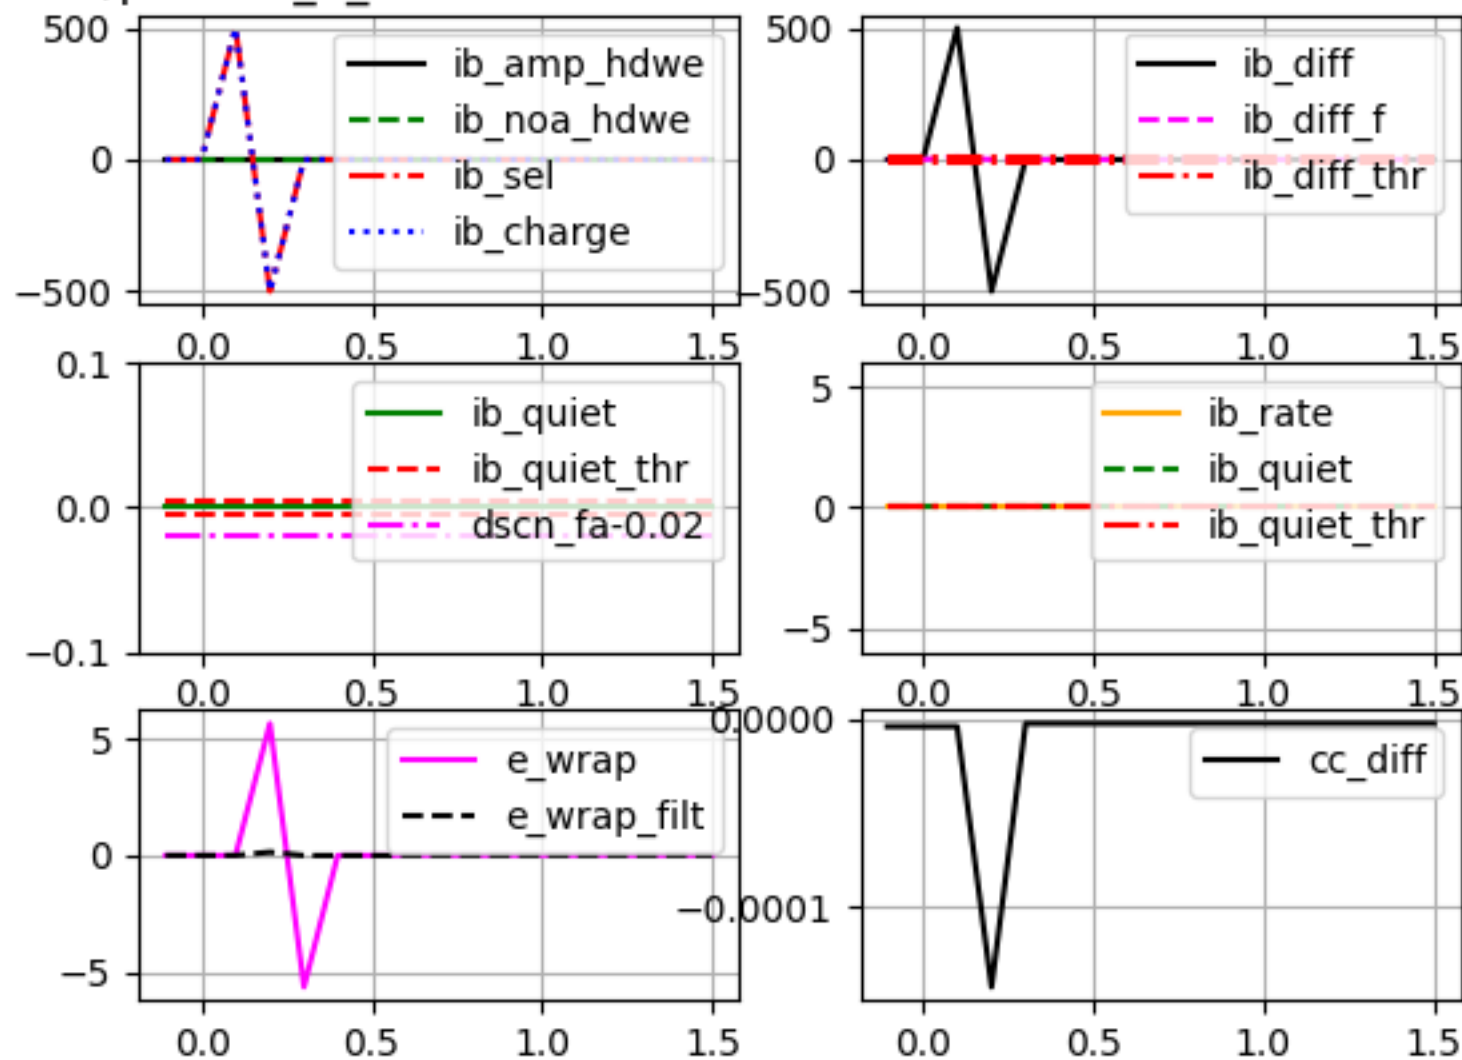 500
0
−500
0.0 0.5 1.0 1.5
ib_amp_hdwe
ib_noa_hdwe
ib_sel
ib_charge
500
0
−500
0.0 0.5 1.0 1.5
ib_diff
ib_diff_f
ib_diff_thr
0.1
0.0
−0.1
0.0 0.5 1.0 1.5
ib_quiet
ib_quiet_thr
dscn_fa-0.02
5
0
−5
0.0 0.5 1.0 1.5
ib_rate
ib_quiet
ib_quiet_thr
5
0
−5
0.0 0.5 1.0 1.5
e_wrap
e_wrap_filt
0.0000
−0.0001
0.0 0.5 1.0 1.5
cc_diff